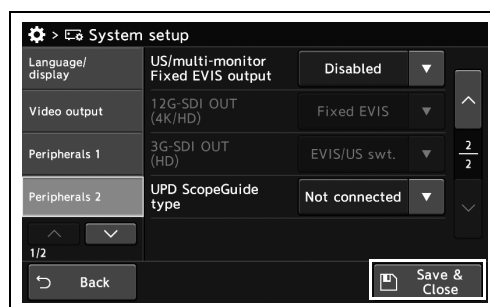 > System setup
Language/
display
US/multi-monitor
Fixed EVIS output
Disabled
Video output
12G-SDI OUT
(4K/HD)
Fixed EVIS
Peripherals 1
3G-SDI OUT
(HD)
EVIS/US swt.
2
2
Peripherals 2
UPD ScopeGuide
type
Not connected
1/2
Back
Save &
Close